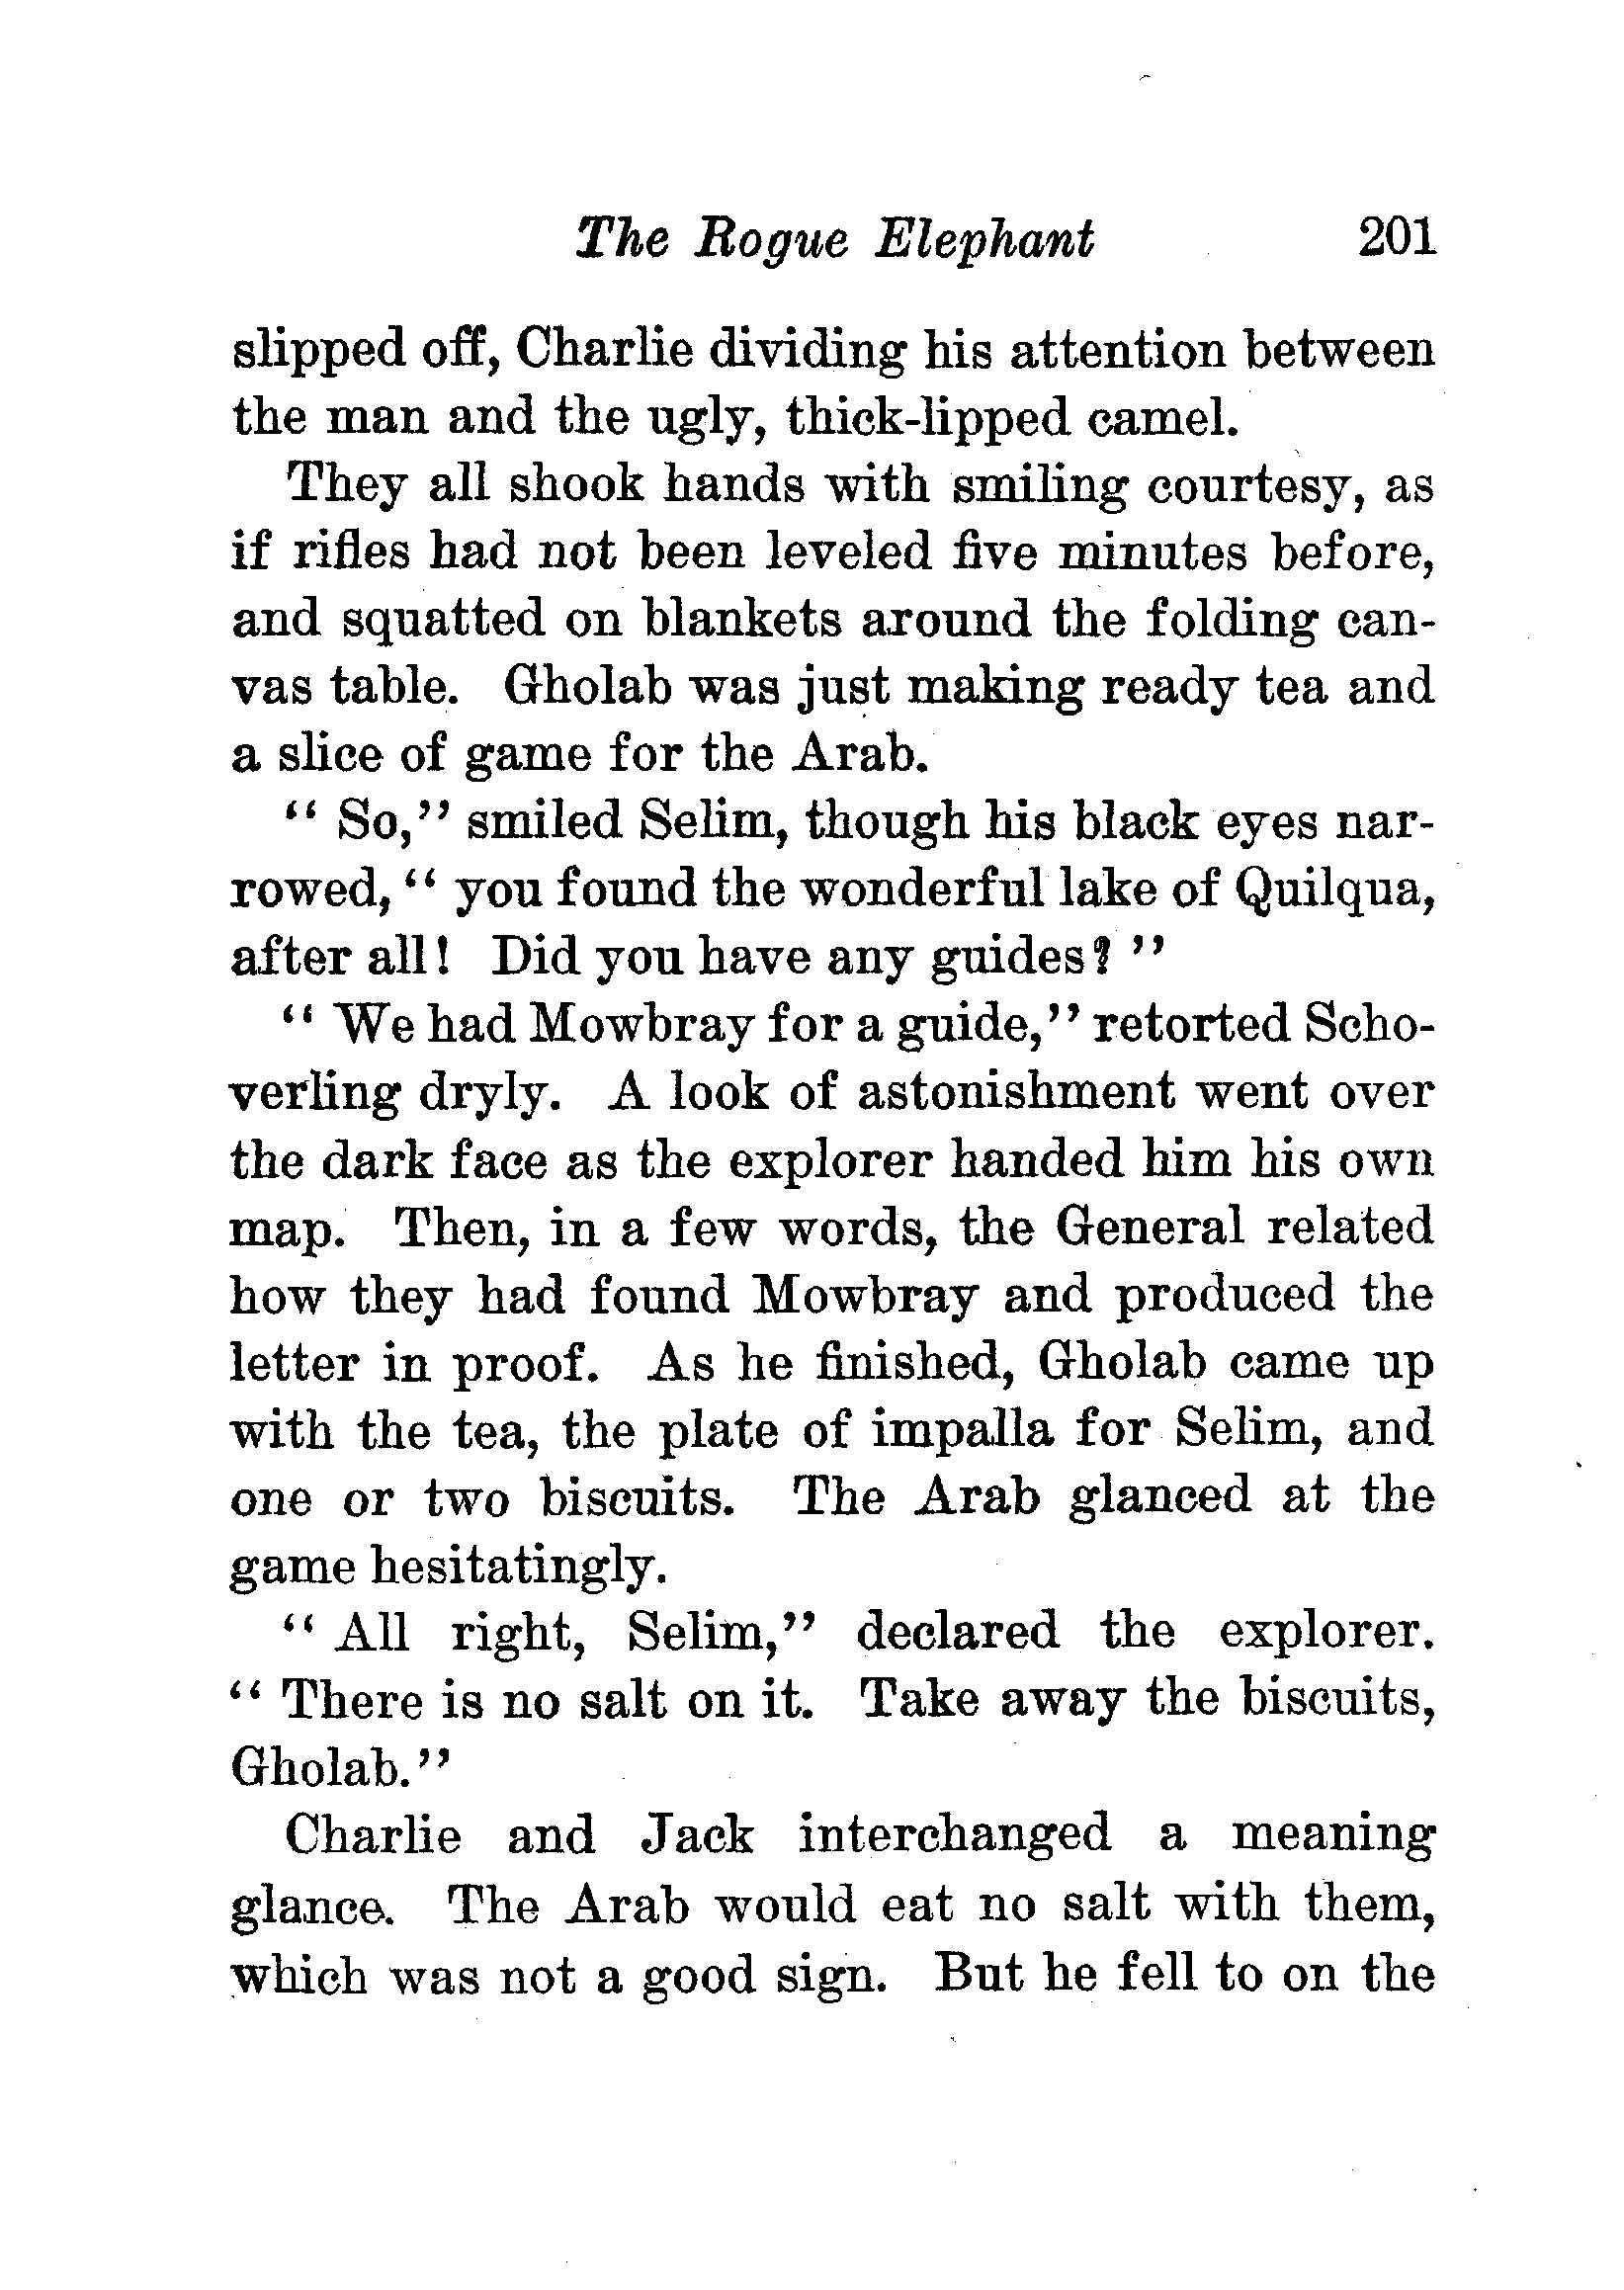 The Rogue Elephant 201
slipped off, Charlie dividing his attention between
the man and the ugly, thick-lipped camel.
They all shook hands with smiling courtesy, as
if rifles had not been leveled five minutes before,
and squatted on blankets around the folding can-
vas table. Gholab was just making ready tea and
a slice of game for the Arab.
"So," smiled Selim, though his black eyes nar-
rowed, "you found the wonderful lake of Quilqua,
after all! Did you have any guides?"
"We had Mowbray for a guide," retorted Scho-
verling dryly. A look of astonishment went over
the dark face as the explorer handed him his own
map. Then, in a few words, the General related
how they had found Mowbray and produced the
letter in proof. As he finished, Gholab came up
with the tea, the plate of impalla for Selim, and
one or two biscuits. The Arab glanced at the
game hesitatingly.
"All right, Selim," declared the explorer.
"There is no salt on it. Take away the biscuits,
Gholab."
Charlie and Jack interchanged a meaning
glance. The Arab would eat no salt with them,
which was not a good sign. But he fell to on the